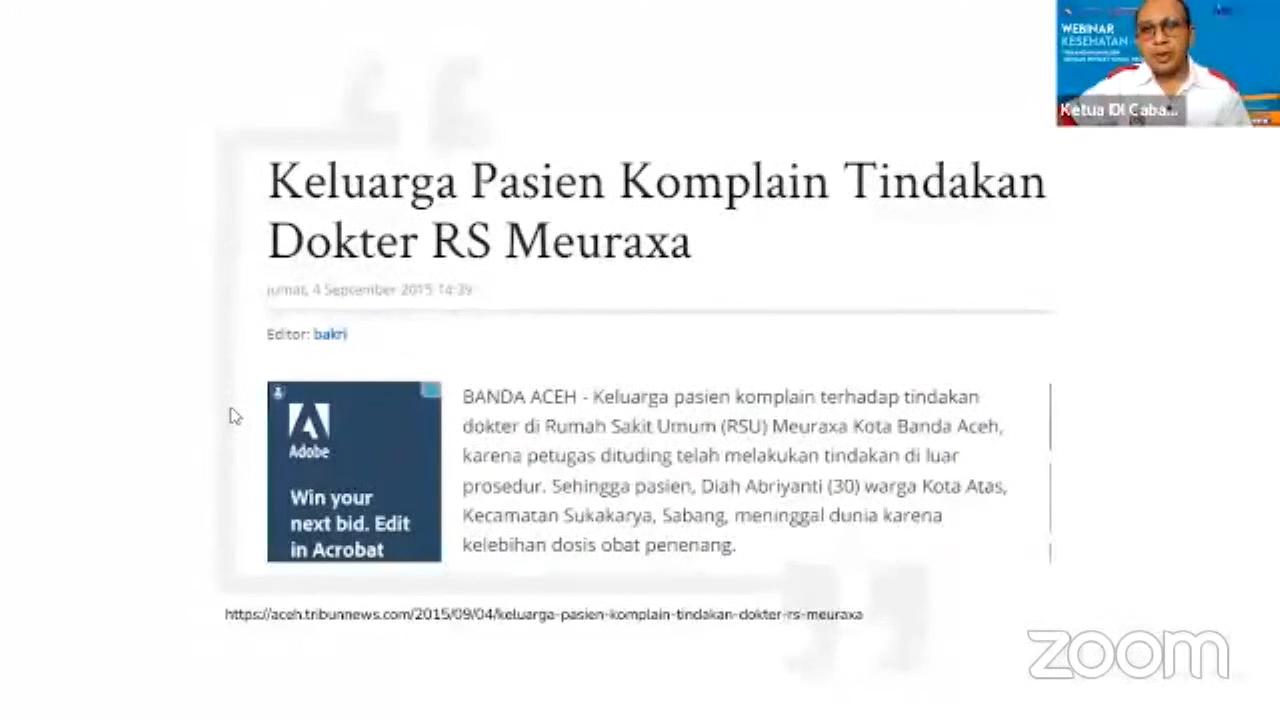 WEBINAR
KESEHATAN
Ketua IDI Caba...
Keluarga Pasien Komplain Tindakan
Dokter RS Meuraxa
Jumat, 4 September 2015 14:39
Editor: bakri
Adobe
Win your
next bid. Edit
in Acrobat
BANDA ACEH - Keluarga pasien komplain terhadap tindakan
dokter di Rumah Sakit Umum (RSU) Meuraxa Kota Banda Aceh,
karena petugas dituding telah melakukan tindakan di luar
prosedur. Sehingga pasien, Diah Abriyanti (30) warga Kota Atas,
Kecamatan Sukakarya, Sabang, meninggal dunia karena
kelebihan dosis obat penenang.
https://aceh.tribunnews.com/2015/09/04/keluarga-pasien-komplain-tindakan-dokter-rs-meuraxa
zoom